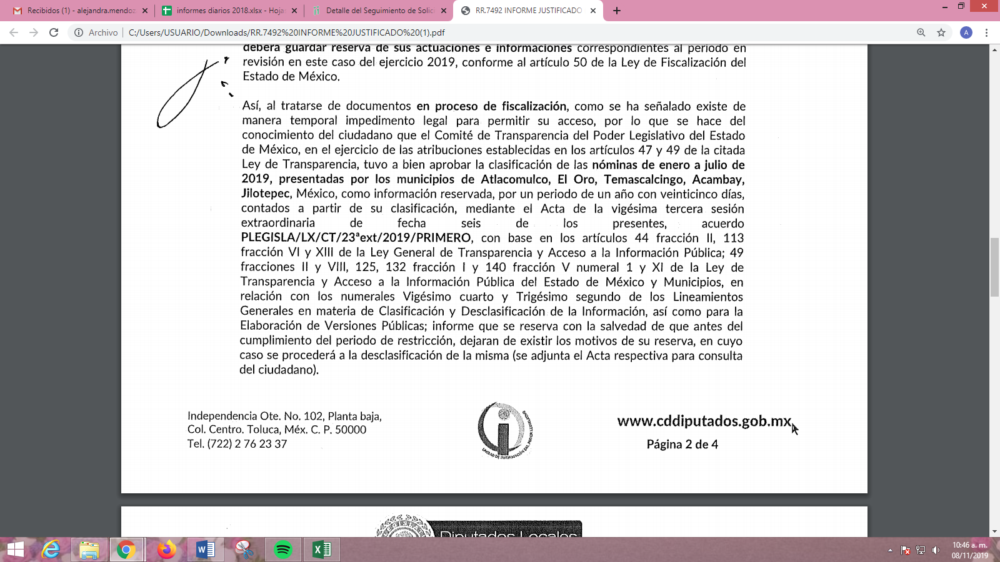 Recibidos (1) - alejandra.mendoz
informes diarios 2018.xlsx - Hoja
Detalle del Seguimiento de Solici
RR.7492 INFORME JUSTIFICADO
Archivo
C:/Users/USUARIO/Downloads/RR.7492%20INFORME%20JUSTIFICADO%20(1).pdf
A
deberá guardar reserva de sus actuaciones e informaciones correspondientes al periodo en
revisión en este caso del ejercicio 2019, conforme al artículo 50 de la Ley de Fiscalización del
Estado de México.
Así, al tratarse de documentos en proceso de fiscalización, como se ha señalado existe de
manera temporal impedimento legal para permitir su acceso, por lo que se hace del
conocimiento del ciudadano que el Comité de Transparencia del Poder Legislativo del Estado
de México, en el ejercicio de las atribuciones establecidas en los artículos 47 y 49 de la citada
Ley de Transparencia, tuvo a bien aprobar la clasificación de las nóminas de enero a julio de
2019, presentadas por los municipios de Atlacomulco, El Oro, Temascalcingo, Acambay,
Jilotepec, México, como información reservada, por un periodo de un año con veinticinco días,
contados a partir de su clasificación, mediante el Acta de la vigésima tercera sesión
extraordinaria de fecha seis de los presentes, acuerdo
PLEGISLA/LX/CT/23ªext/2019/PRIMERO, con base en los artículos 44 fracción II, 113
fracción VI y XIII de la Ley General de Transparencia y Acceso a la Información Pública; 49
fracciones II y VIII, 125, 132 fracción I y 140 fracción V numeral 1 y XI de la Ley de
Transparencia y Acceso a la Información Pública del Estado de México y Municipios, en
relación con los numerales Vigésimo cuarto y Trigésimo segundo de los Lineamientos
Generales en materia de Clasificación y Desclasificación de la Información, así como para la
Elaboración de Versiones Públicas; informe que se reserva con la salvedad de que antes del
cumplimiento del periodo de restricción, dejaran de existir los motivos de su reserva, en cuyo
caso se procederá a la desclasificación de la misma (se adjunta el Acta respectiva para consulta
del ciudadano).
Independencia Ote. No. 102, Planta baja,
Col. Centro. Toluca, Méx. C. P. 50000
Tel. (722) 2 76 23 37
UNIDAD DE INFORMACIÓN DEL PODER LEGISLATIVO
www.cddiputados.gob.mx
Página 2 de 4
Diputados Locales
10:46 a. m.
08/11/2019